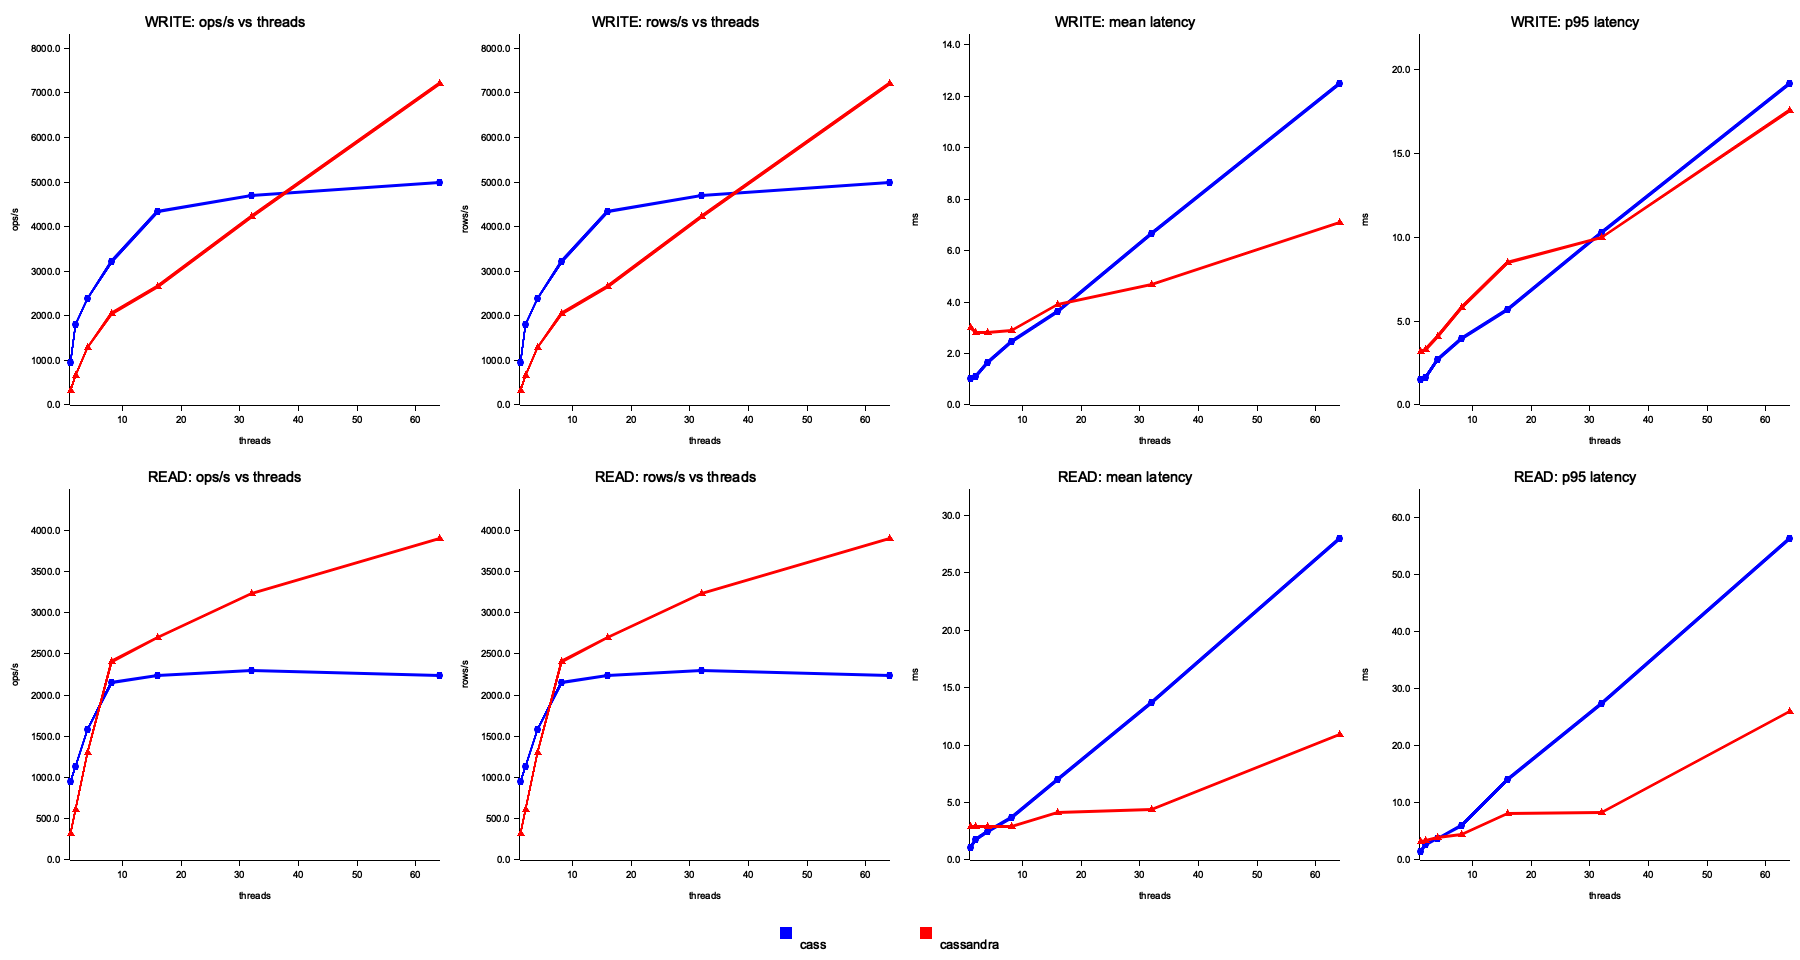 WRITE: ops/s vs threads
8000.0
7000.0
6000.0
5000.0
4000.0
3000.0
2000.0
1000.0
0.0
ops/s
10 20 30 40 50 60
threads
WRITE: rows/s vs threads
8000.0
7000.0
6000.0
5000.0
4000.0
3000.0
2000.0
1000.0
0.0
rows/s
10 20 30 40 50 60
threads
WRITE: mean latency
14.0
12.0
10.0
8.0
6.0
4.0
2.0
0.0
ms
10 20 30 40 50 60
threads
WRITE: p95 latency
20.0
15.0
10.0
5.0
0.0
ms
10 20 30 40 50 60
threads
READ: ops/s vs threads
4000.0
3500.0
3000.0
2500.0
2000.0
1500.0
1000.0
500.0
0.0
ops/s
10 20 30 40 50 60
threads
READ: rows/s vs threads
4000.0
3500.0
3000.0
2500.0
2000.0
1500.0
1000.0
500.0
0.0
rows/s
10 20 30 40 50 60
threads
READ: mean latency
30.0
25.0
20.0
15.0
10.0
5.0
0.0
ms
10 20 30 40 50 60
threads
READ: p95 latency
60.0
50.0
40.0
30.0
20.0
10.0
0.0
ms
10 20 30 40 50 60
threads
cass
cassandra